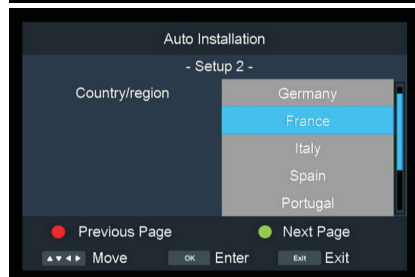 Auto Installation
- Setup 2 -
Country/region Germany
France
Italy
Spain
Portugal
Previous Page Next Page
▲▼◄► Move OK Enter Exit Exit